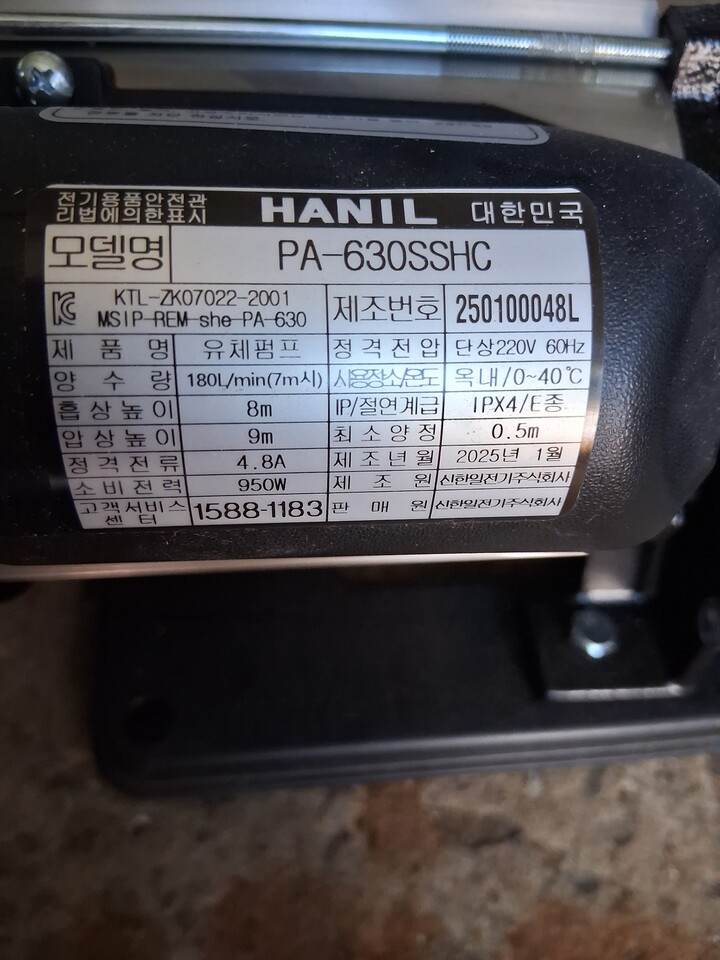 전기용품안전관
리법에의한표시
HANIL 대한민국
모델명 PA-630SSHC
KTL-ZK07022-2001
MSIP-REM-she-PA-630
제조번호 250100048L
제품명 유체펌프 정격전압 단상220V 60Hz
양수량 180L/min(7m시) 사용장소/온도 옥내/0~40℃
흡상높이 8m IP/절연계급 IPX4/E종
압상높이 9m 최소양정 0.5m
정격전류 4.8A 제조년월 2025년 1월
소비전력 950W 제조원 신한일전기주식회사
고객서비스
센터 1588-1183 판매원 신한일전기주식회사